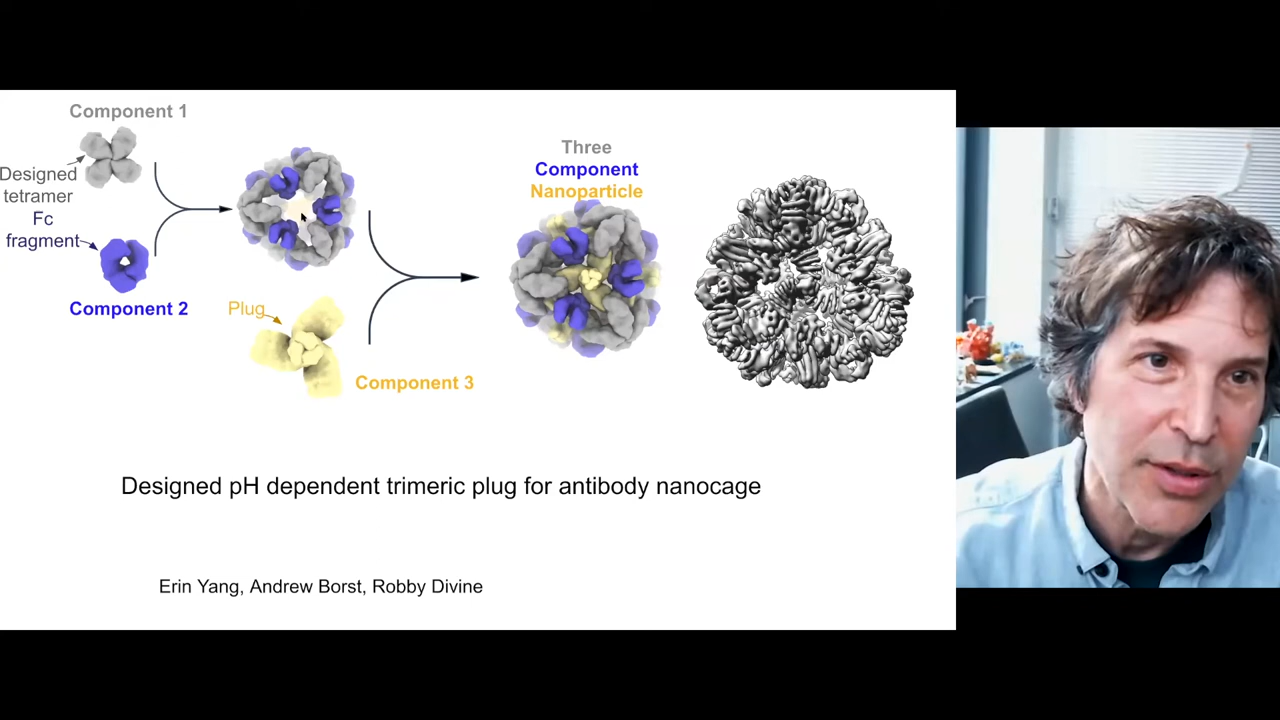 Component 1
Designed
tetramer
Fc
fragment
Component 2
Plug
Component 3
Three
Component
Nanoparticle
Designed pH dependent trimeric plug for antibody nanocage
Erin Yang, Andrew Borst, Robby Divine